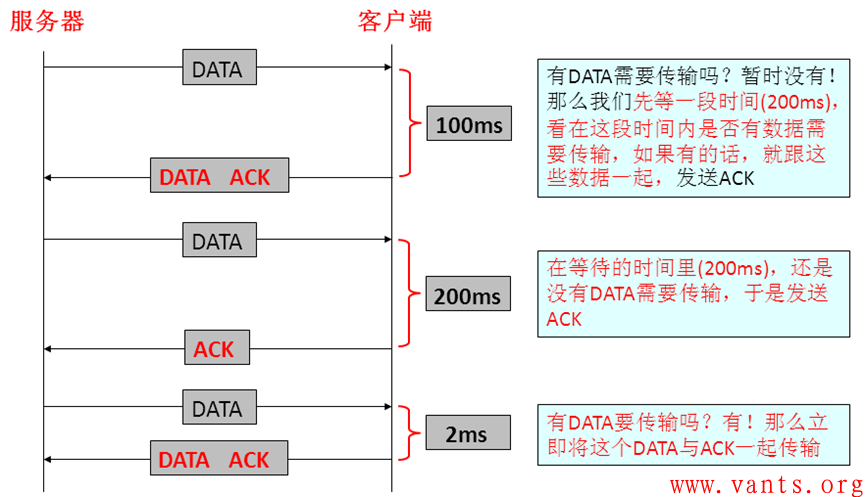 服务器
客户端
DATA
100ms
DATA ACK
有DATA需要传输吗？暂时没有！
那么我们先等一段时间(200ms)，
看在这段时间内是否有数据需
要传输，如果有的话，就跟这
些数据一起，发送ACK
DATA
200ms
ACK
在等待的时间里(200ms)，还是
没有DATA需要传输，于是发送
ACK
DATA
2ms
DATA ACK
有DATA要传输吗？有！那么立
即将这个DATA与ACK一起传输
www.vants.org